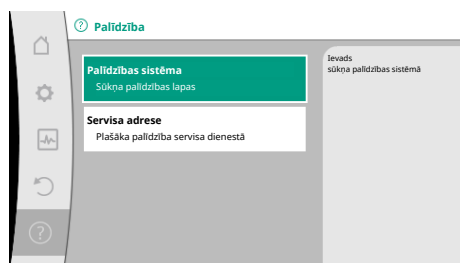 Palīdzība
Palīdzības sistēma
Sūkņa palīdzības lapas
Servisa adrese
Plašāka palīdzība servisa dienestā
Ievads
sūkņa palīdzības sistēmā